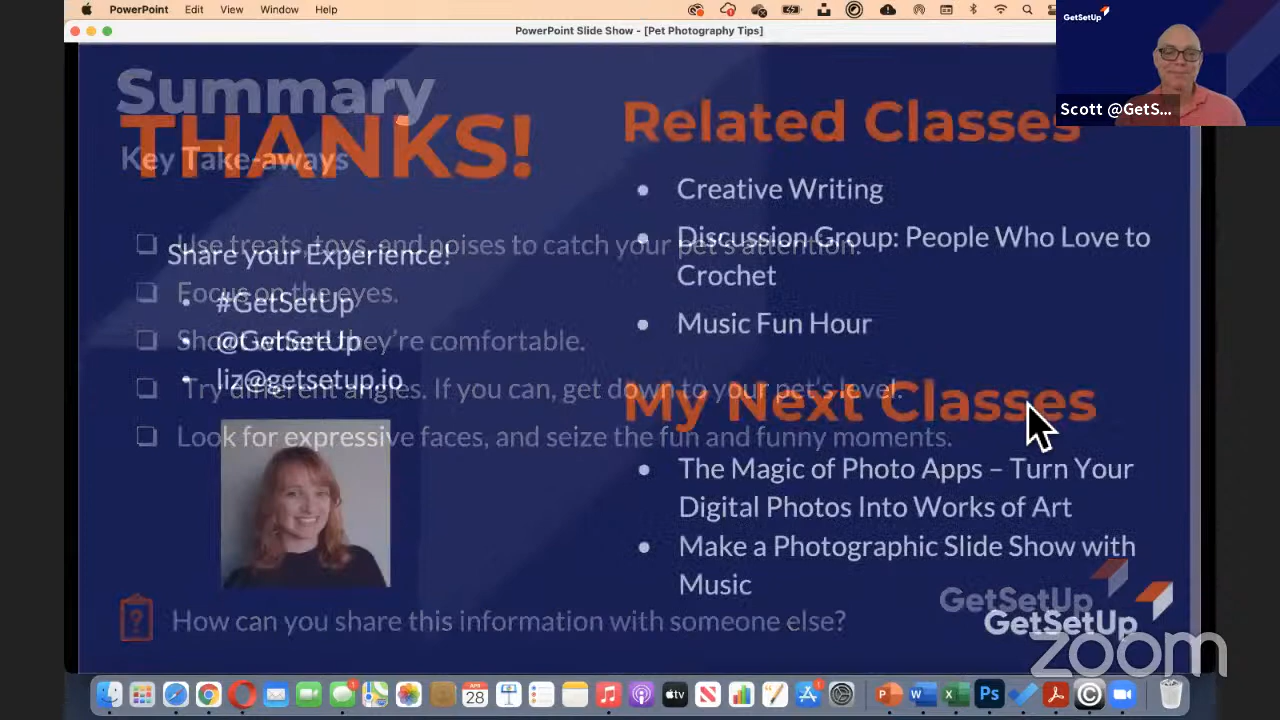 PowerPoint Edit View Window Help
PowerPoint Slide Show - [Pet Photography Tips]
GetSetUp
Scott @GetS...
Summary
THANKS!
Key Take-aways
Use treats, toys, and noises to catch your pet's attention.
Share your Experience!
Focus on the eyes.
#GetSetUp
Shoot where they're comfortable.
@GetSetUp
Try different angles. If you can, get down to your pet's level.
liz@getsetup.io
Look for expressive faces, and seize the fun and funny moments.
How can you share this information with someone else?
Related Classes
Creative Writing
Discussion Group: People Who Love to
Crochet
Music Fun Hour
My Next Classes
The Magic of Photo Apps – Turn Your
Digital Photos Into Works of Art
Make a Photographic Slide Show with
Music
GetSetUp
GetSetUp
zoom
APR
28
tv